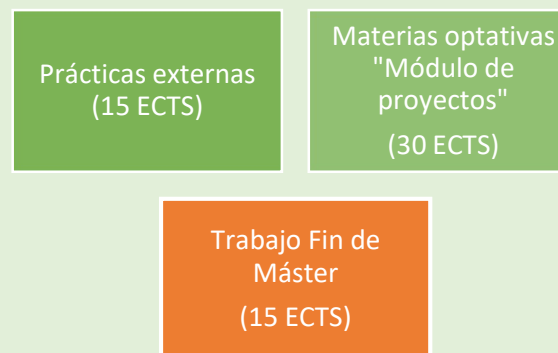 Prácticas externas
(15 ECTS)
Materias optativas
"Módulo de
proyectos"
(30 ECTS)
Trabajo Fin de
Máster
(15 ECTS)